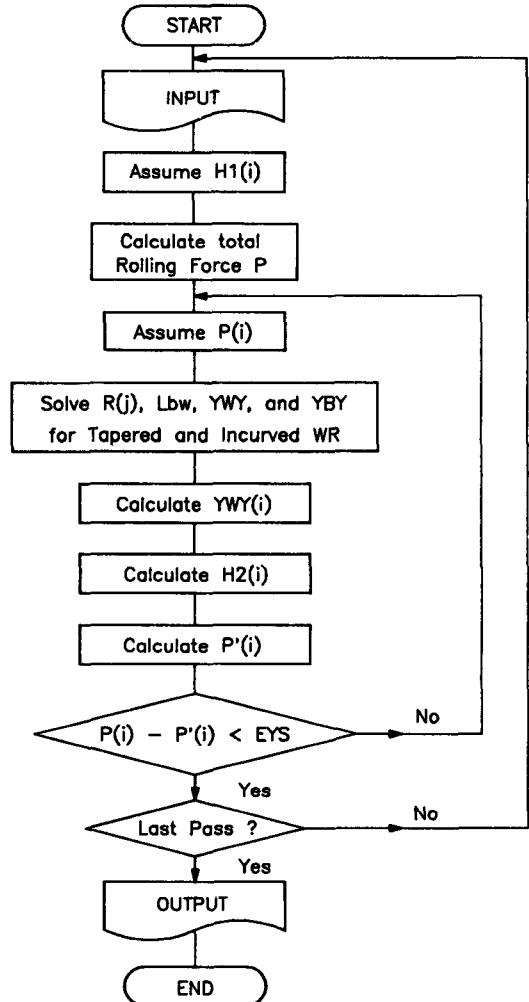 START
INPUT
Assume H1(i)
Calculate total
Rolling Force P
Assume P(i)
Solve R(j), Lbw, YWY, and YBY
for Tapered and Incurved WR
Calculate YWY(i)
Calculate H2(i)
Calculate P'(i)
P(i) - P'(i) < EYS
No
Yes
Last Pass ?
No
Yes
OUTPUT
END